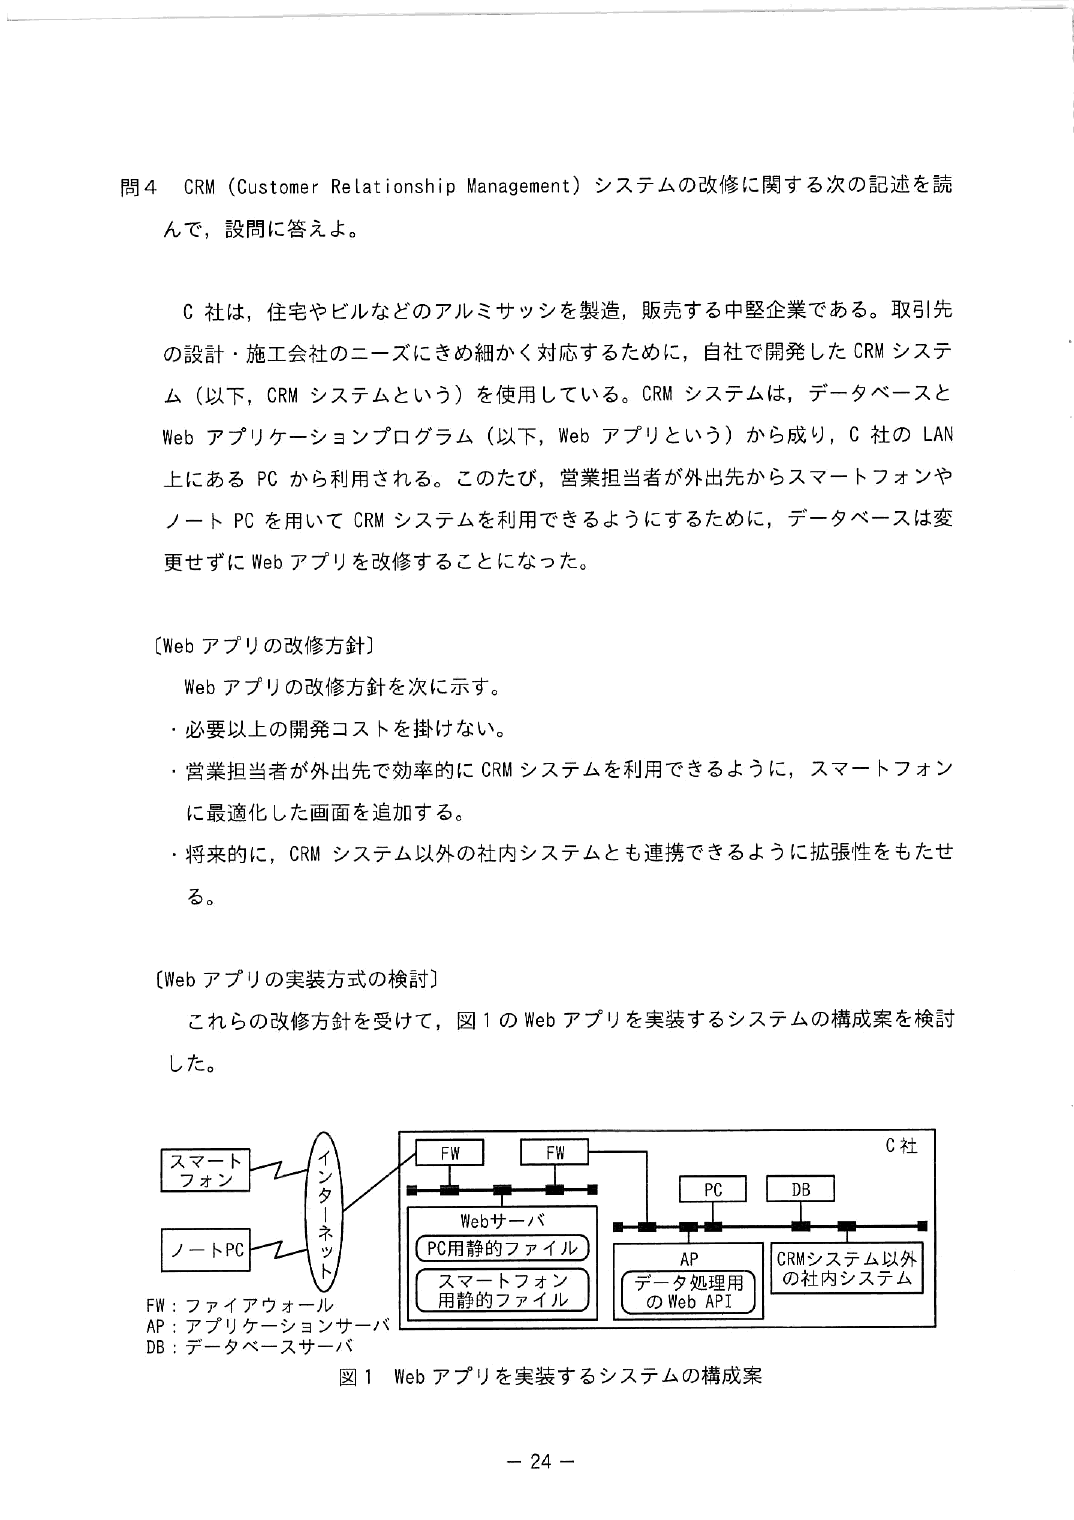 問4 CRM（Customer Relationship Management）システムの改修に関する次の記述を読
んで，設問に答えよ。
C 社は，住宅やビルなどのアルミサッシを製造，販売する中堅企業である。取引先
の設計・施工会社のニーズにきめ細かく対応するために，自社で開発した CRM システ
ム（以下，CRM システムという）を使用している。CRM システムは，データベースと
Web アプリケーションプログラム（以下，Web アプリという）から成り，C 社の LAN
上にある PC から利用される。このたび，営業担当者が外出先からスマートフォンや
ノート PC を用いて CRM システムを利用できるようにするために，データベースは変
更せずに Web アプリを改修することになった。
〔Web アプリの改修方針〕
Web アプリの改修方針を次に示す。
・必要以上の開発コストを掛けない。
・営業担当者が外出先で効率的に CRM システムを利用できるように，スマートフォン
に最適化した画面を追加する。
・将来的に，CRM システム以外の社内システムとも連携できるように拡張性をもたせ
る。
〔Web アプリの実装方式の検討〕
これらの改修方針を受けて，図1の Web アプリを実装するシステムの構成案を検討
した。
スマート
フォン
ノートPC
インターネット
C 社
FW
FW
Webサーバ
PC用静的ファイル
スマートフォン
用静的ファイル
PC
DB
AP
データ処理用
の Web API
CRMシステム以外
の社内システム
FW：ファイアウォール
AP：アプリケーションサーバ
DB：データベースサーバ
図1 Web アプリを実装するシステムの構成案
－ 24 －